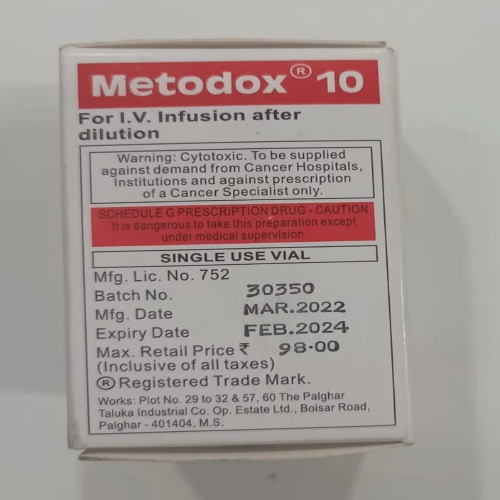 Metodox® 10
For I.V. Infusion after
dilution
Warning: Cytotoxic. To be supplied
against demand from Cancer Hospitals,
Institutions and against prescription
of a Cancer Specialist only.
SCHEDULE G PRESCRIPTION DRUG - CAUTION
It is dangerous to take this preparation except
under medical supervision.
SINGLE USE VIAL
Mfg. Lic. No. 752
Batch No. 30350
Mfg. Date MAR.2022
Expiry Date FEB.2024
Max. Retail Price ₹ 98.00
(Inclusive of all taxes)
® Registered Trade Mark.
Works: Plot No. 29 to 32 & 57, 60 The Palghar
Taluka Industrial Co. Op. Estate Ltd., Boisar Road,
Palghar - 401404, M.S.